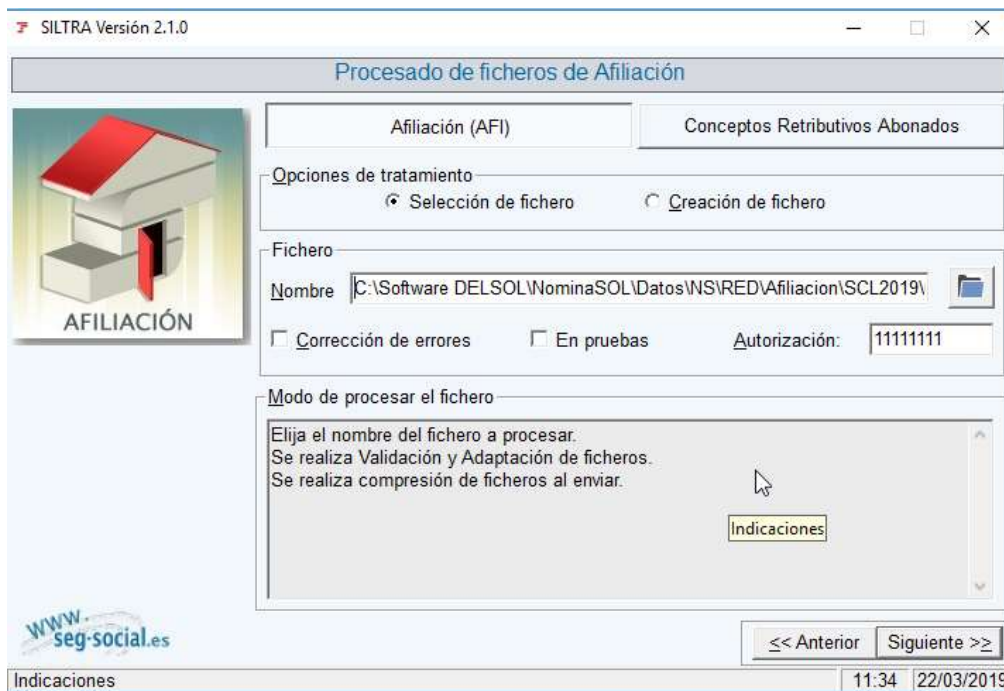 SILTRA Versión 2.1.0
Procesado de ficheros de Afiliación
Afiliación (AFI)
Conceptos Retributivos Abonados
Opciones de tratamiento
Selección de fichero
Creación de fichero
Fichero
Nombre
C:\Software DELSOL\NominaSOL\Datos\NS\RED\Afiliacion\SCL2019\
Corrección de errores
En pruebas
Autorización:
11111111
AFILIACIÓN
Modo de procesar el fichero
Elija el nombre del fichero a procesar.
Se realiza Validación y Adaptación de ficheros.
Se realiza compresión de ficheros al enviar.
Indicaciones
www.
seg-social.es
<< Anterior
Siguiente >>
Indicaciones
11:34
22/03/2019